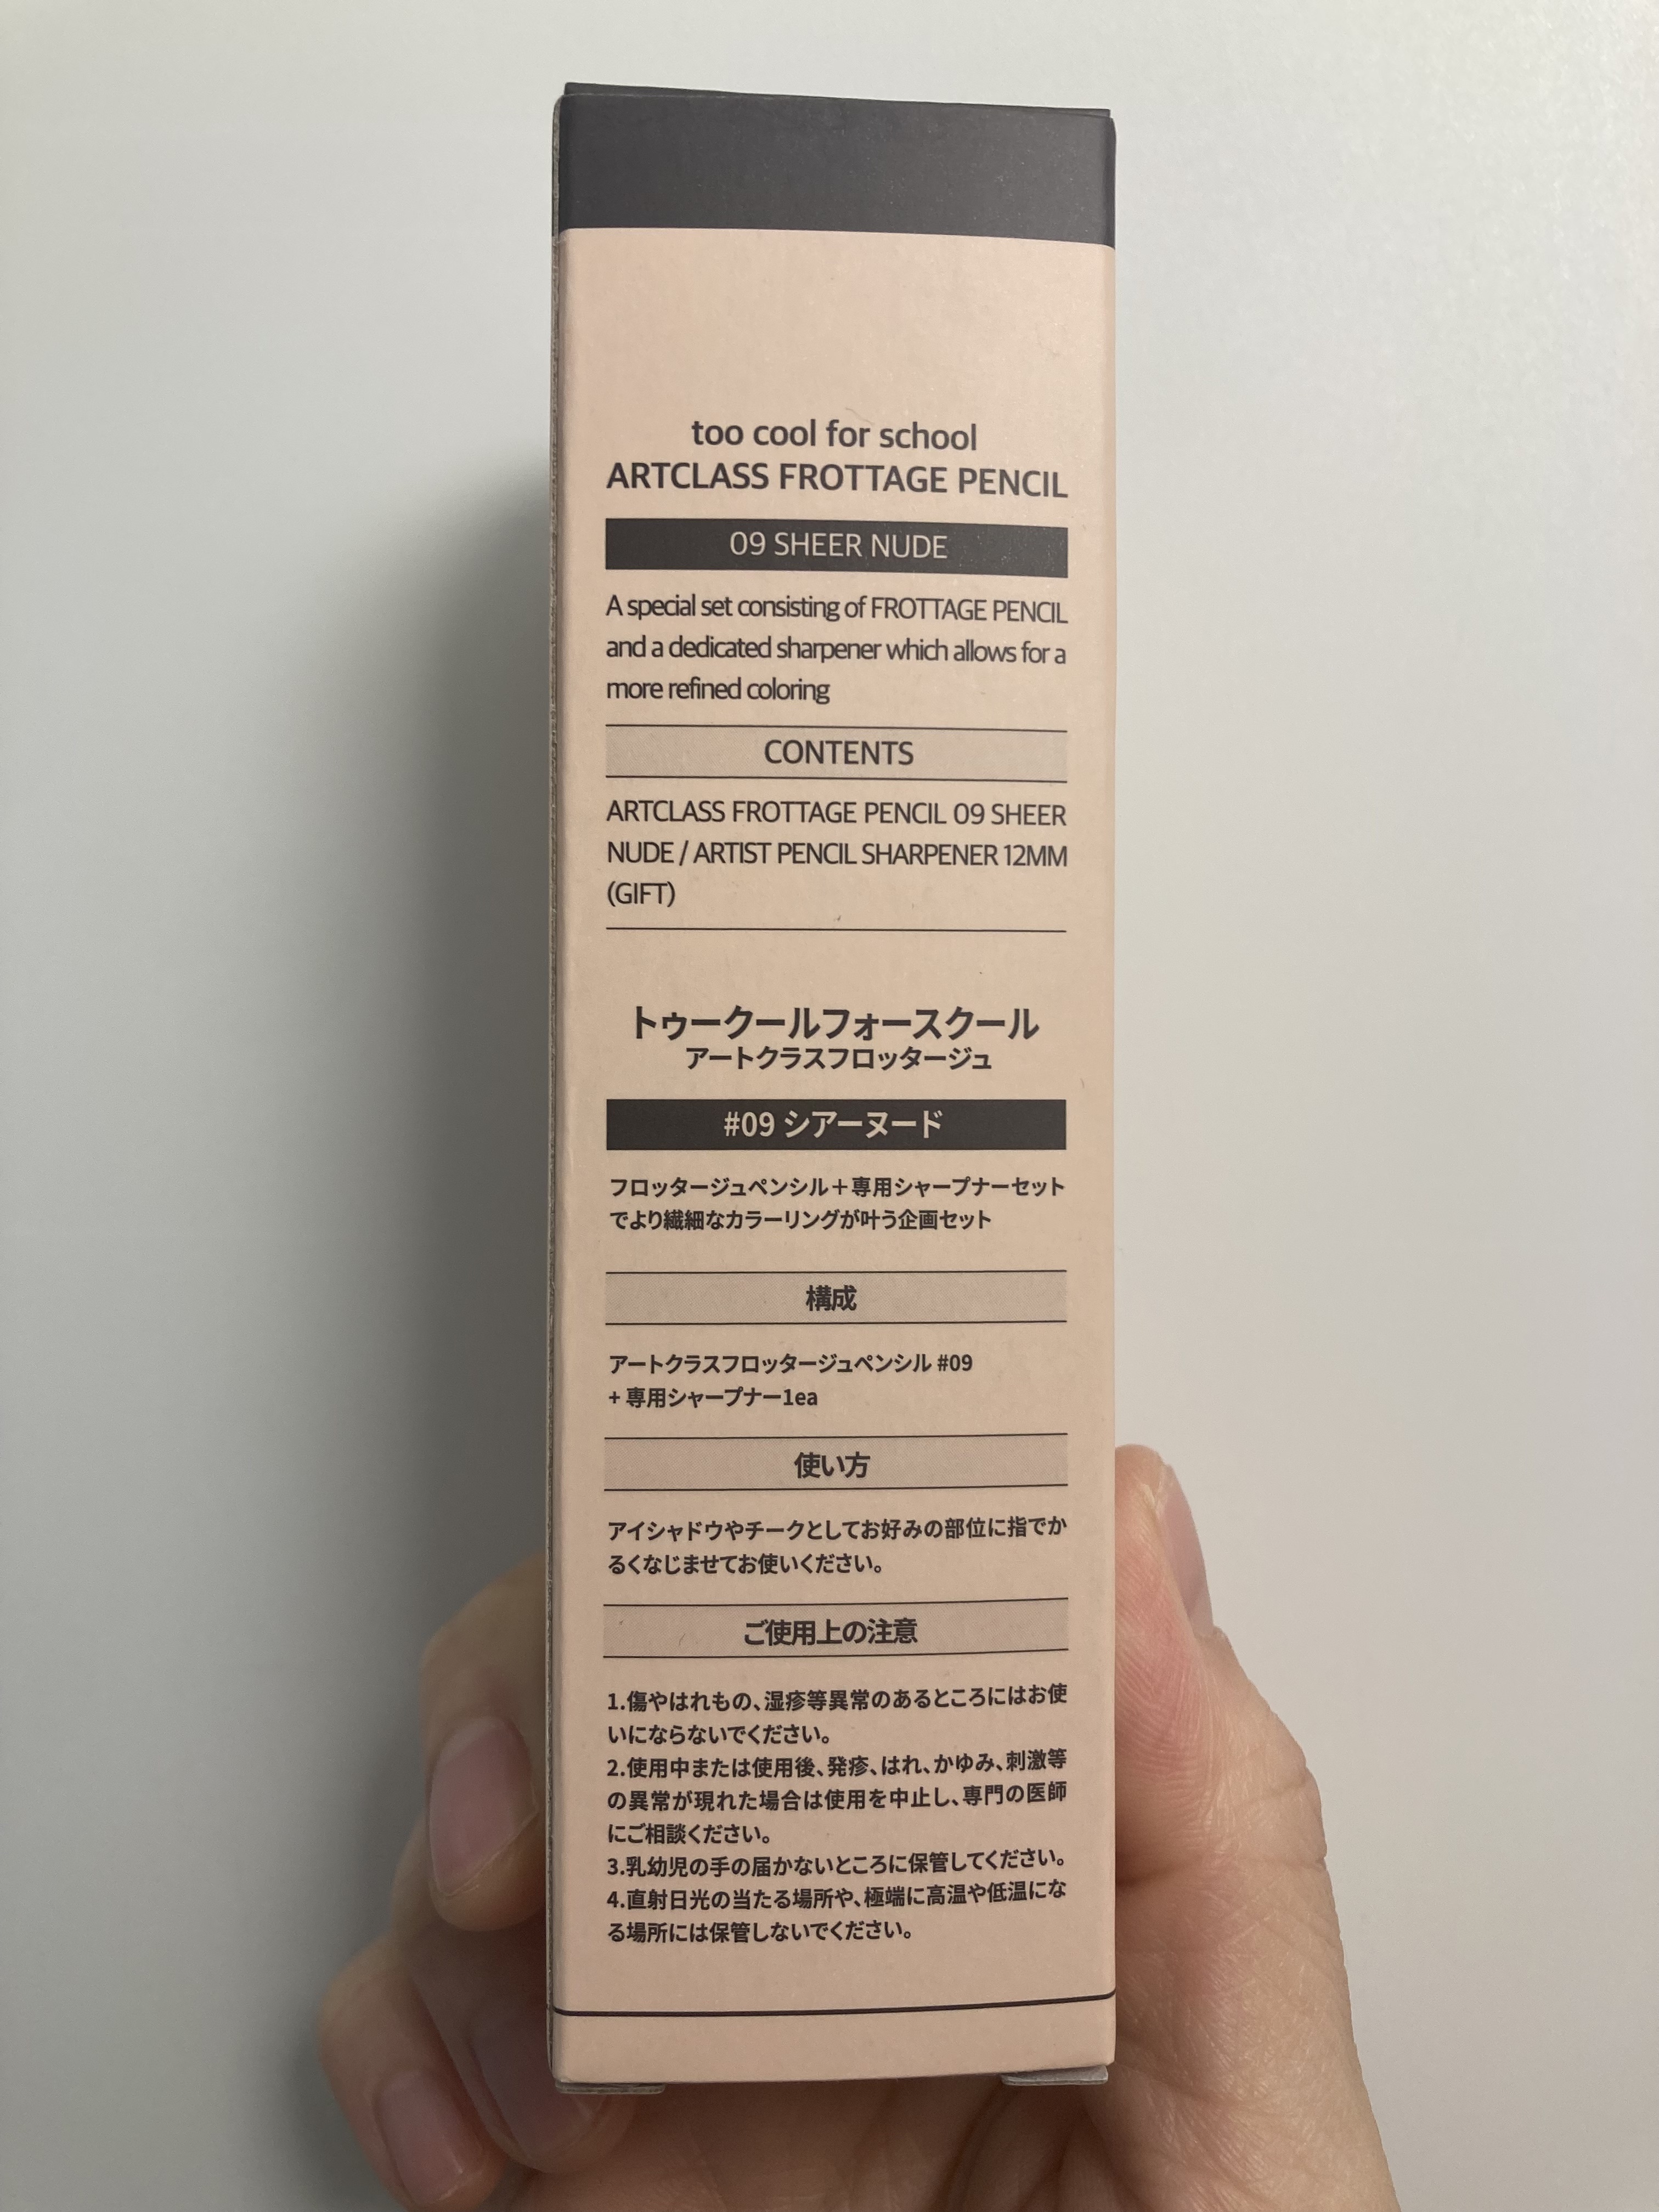 too cool for school
ARTCLASS FROTTAGE PENCIL
09 SHEER NUDE
A special set consisting of FROTTAGE PENCIL
and a dedicated sharpener which allows for a
more refined coloring
CONTENTS
ARTCLASS FROTTAGE PENCIL 09 SHEER
NUDE / ARTIST PENCIL SHARPENER 12MM
(GIFT)
トゥークールフォースクール
アートクラスフロッタージュ
#09 シアーヌード
フロッタージュペンシル＋専用シャープナーセット
でより繊細なカラーリングが叶う企画セット
構成
アートクラスフロッタージュペンシル #09
+ 専用シャープナー1ea
使い方
アイシャドウやチークとしてお好みの部位に指でか
るくなじませてお使いください。
ご使用上の注意
1.傷やはれもの、湿疹等異常のあるところにはお使
いにならないでください。
2.使用中または使用後、発疹、はれ、かゆみ、刺激等
の異常が現れた場合は使用を中止し、専門の医師
にご相談ください。
3.乳幼児の手の届かないところに保管してください。
4.直射日光の当たる場所や、極端に高温や低温にな
る場所には保管しないでください。